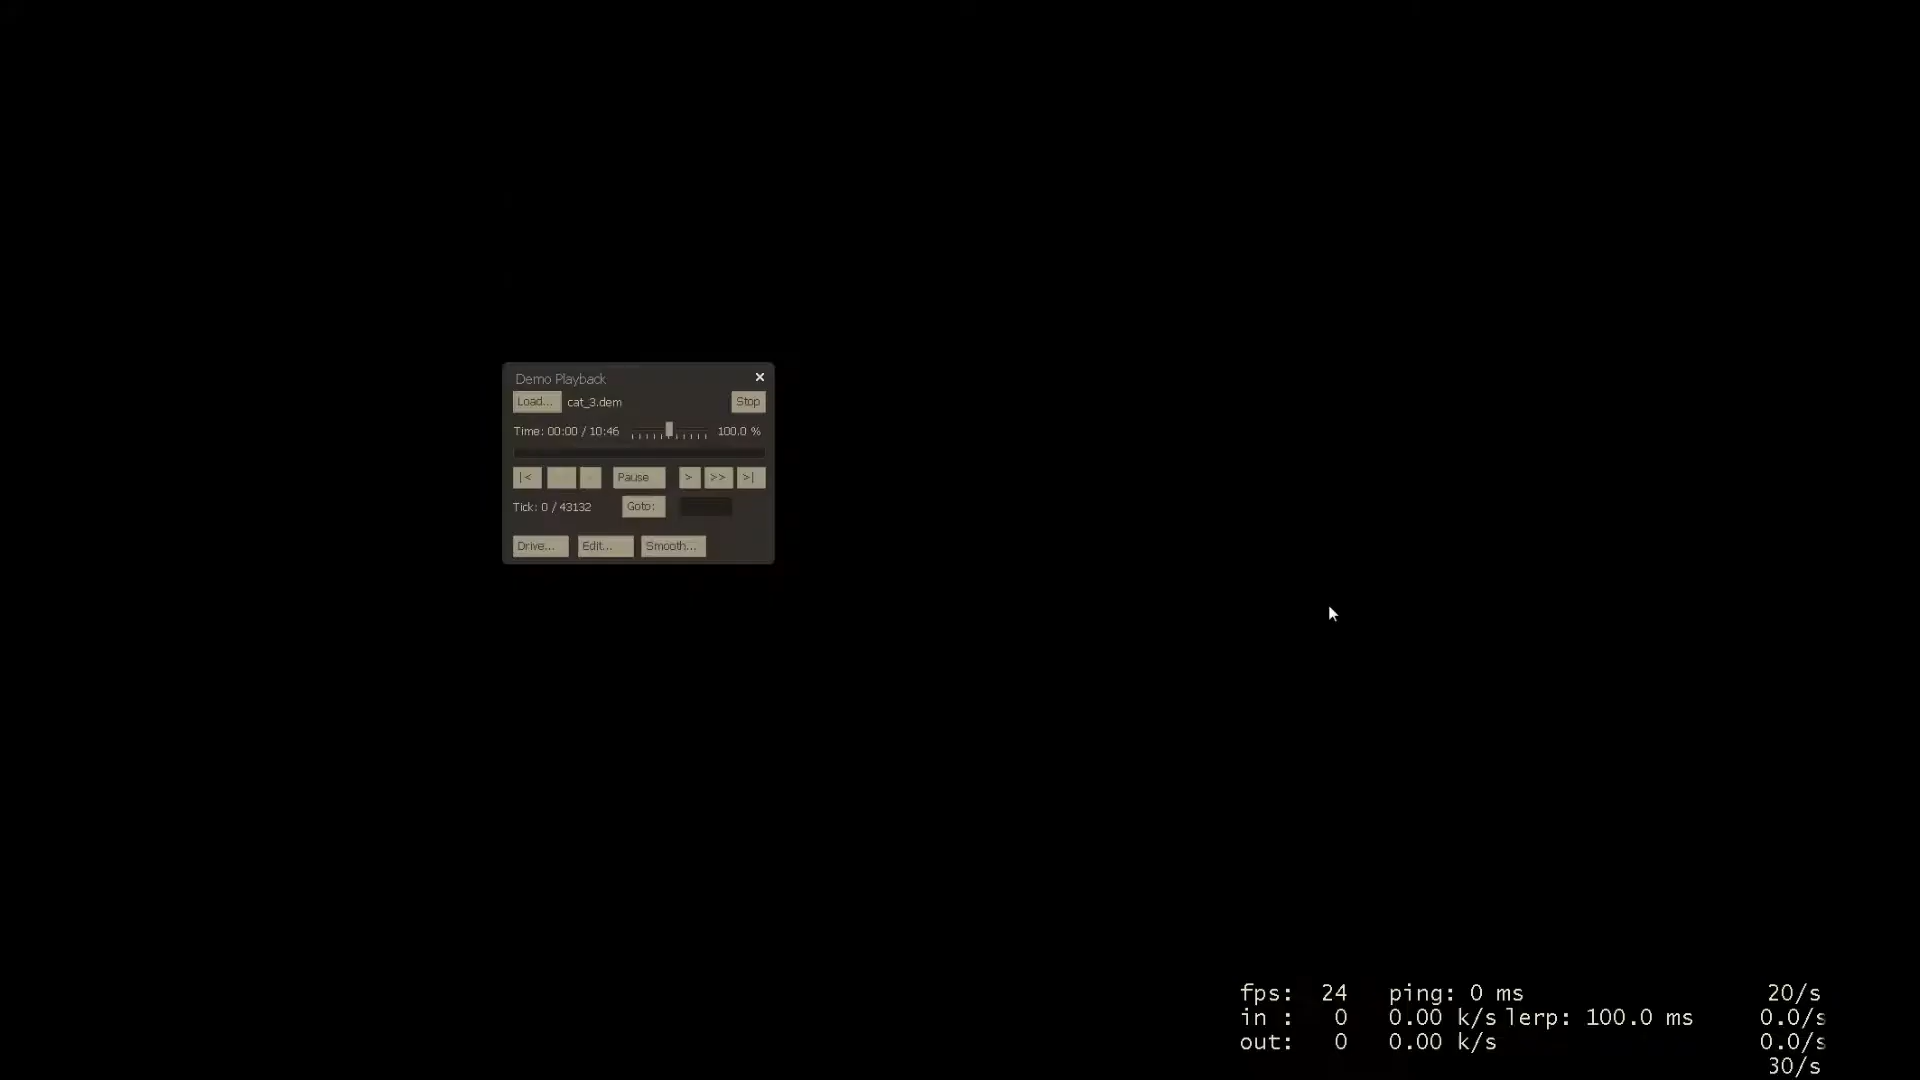 Demo Playback
Load... cat_3.dem Stop
Time: 00:00 / 10:46 100.0 %
|< Pause > >> >|
Tick: 0 / 43132 Goto:
Drive... Edit... Smooth...
fps: 24 ping: 0 ms 20/s
in : 0 0.00 k/s lerp: 100.0 ms 0.0/s
out: 0 0.00 k/s 0.0/s
30/s